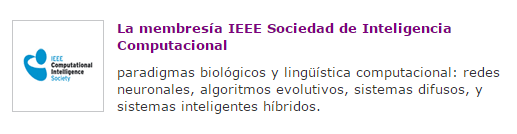 IEEE
Computational
Intelligence
Society
La membresía IEEE Sociedad de Inteligencia
Computacional
paradigmas biológicos y lingüística computacional: redes
neuronales, algoritmos evolutivos, sistemas difusos, y
sistemas inteligentes híbridos.